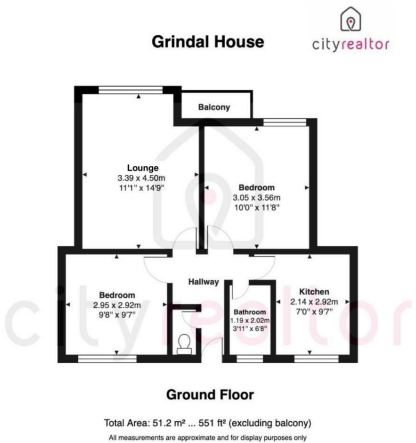 Grindal House
cityrealtor
Balcony
Lounge
3.39 x 4.50m
11'1" x 14'9"
Bedroom
3.05 x 3.56m
10'0" x 11'8"
Bedroom
2.95 x 2.92m
9'8" x 9'7"
Hallway
Bathroom
1.19 x 2.02m
3'11" x 6'8"
Kitchen
2.14 x 2.92m
7'0" x 9'7"
cityrealtor
Ground Floor
Total Area: 51.2 m² ... 551 ft² (excluding balcony)
All measurements are approximate and for display purposes only